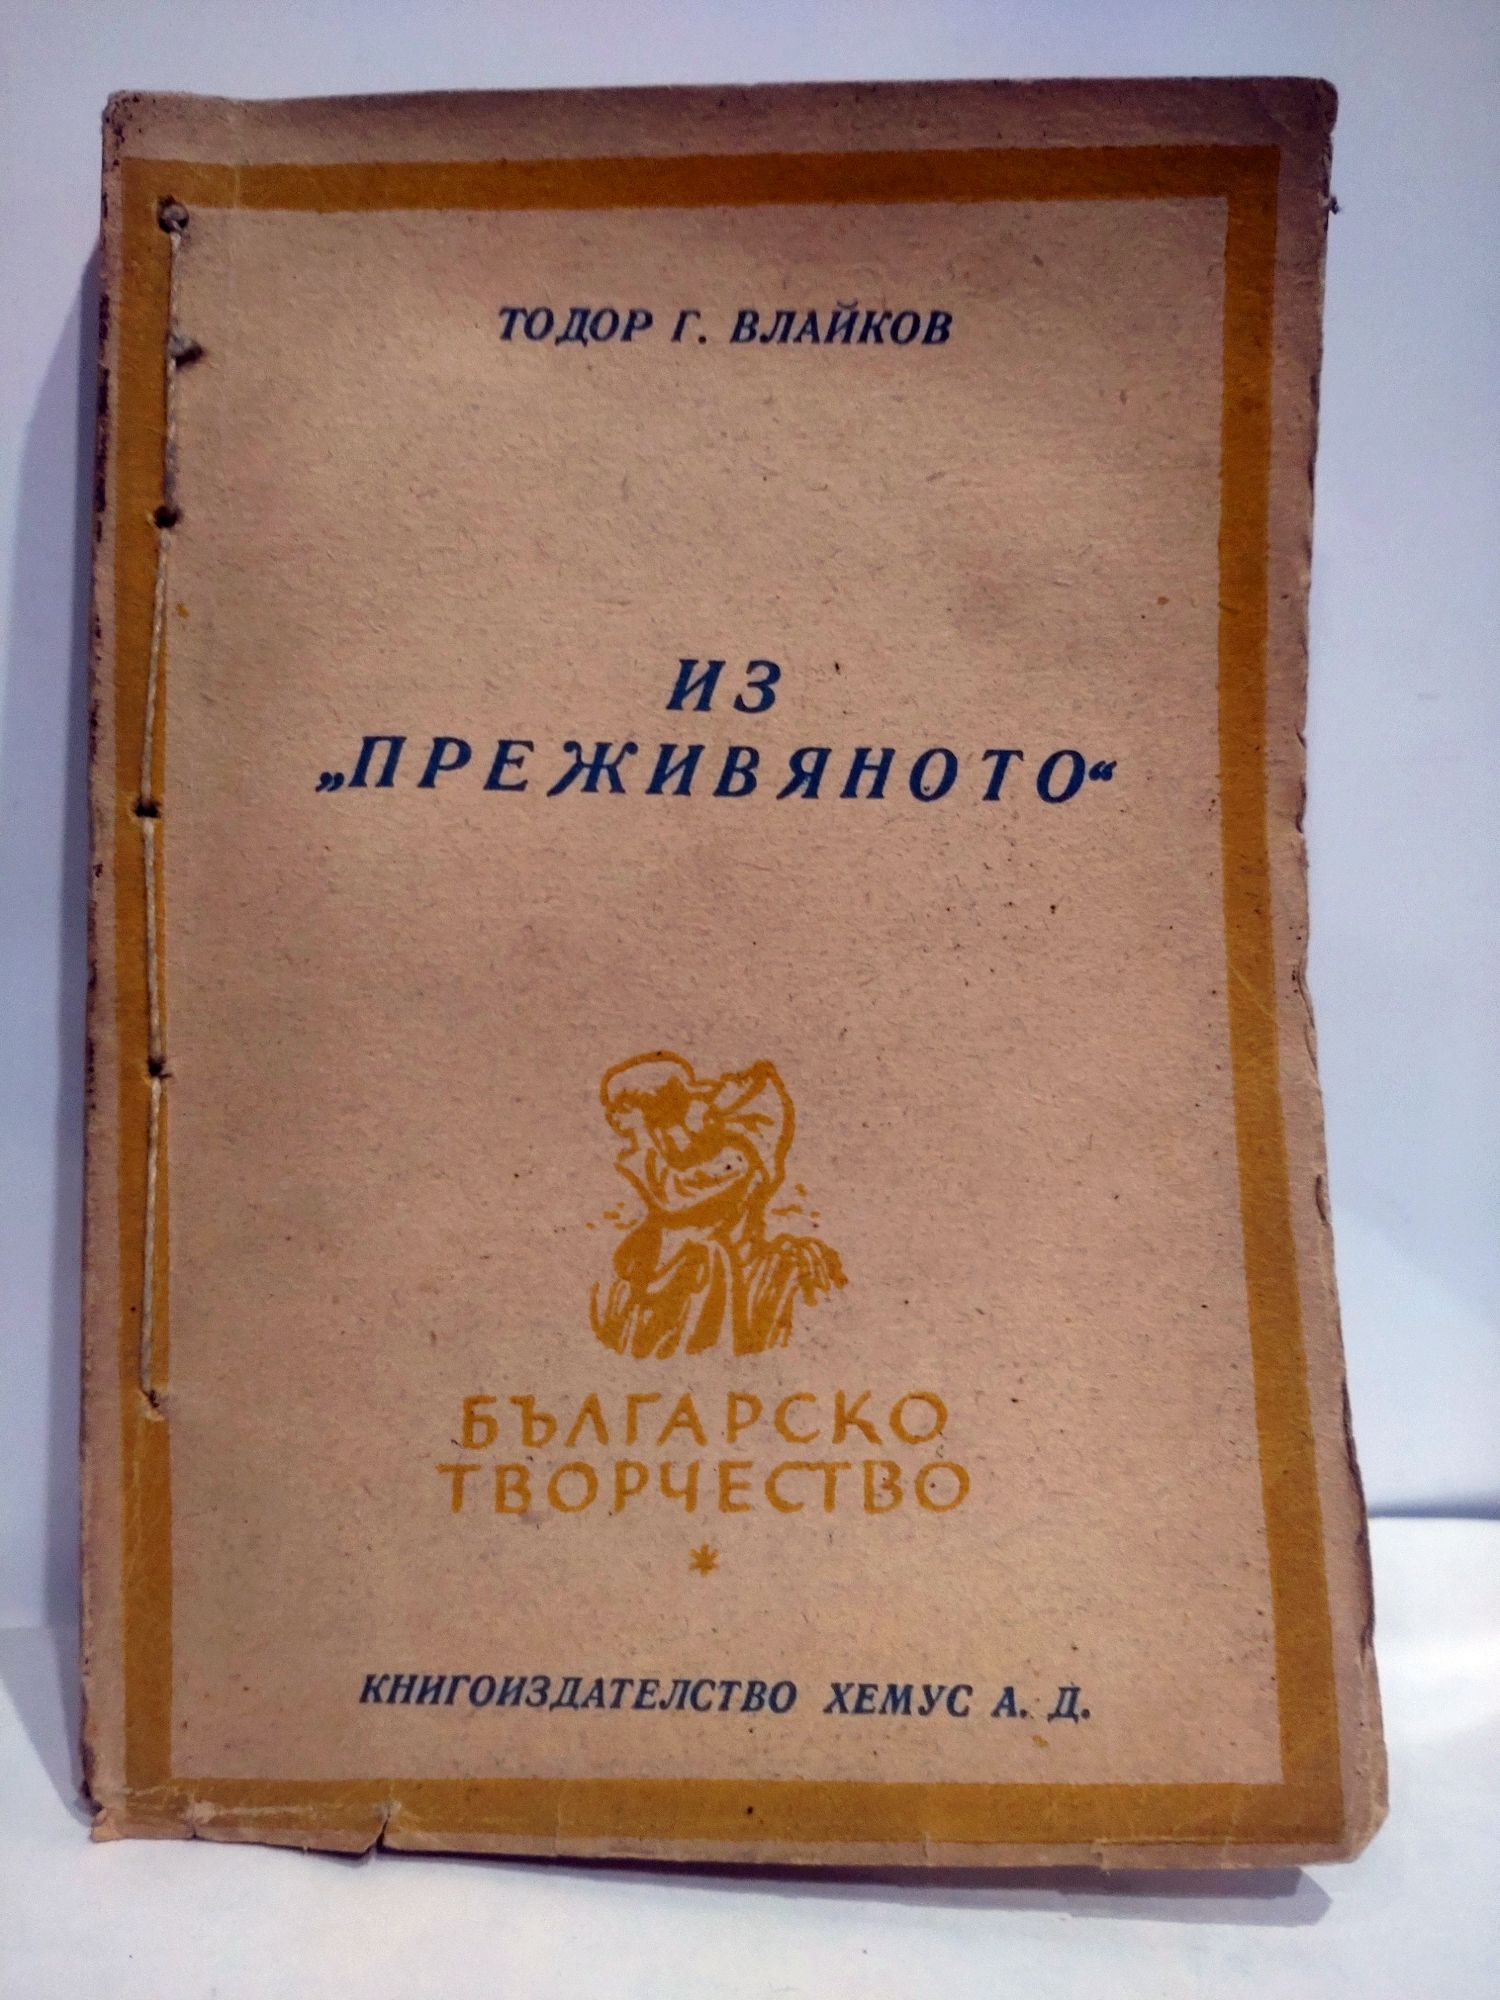 ТОДОР Г. ВЛАЙКОВ
ИЗ
„ПРЕЖИВЯНОТО“
БЪЛГАРСКО
ТВОРЧЕСТВО
*
КНИГОИЗДАТЕЛСТВО ХЕМУС А. Д.